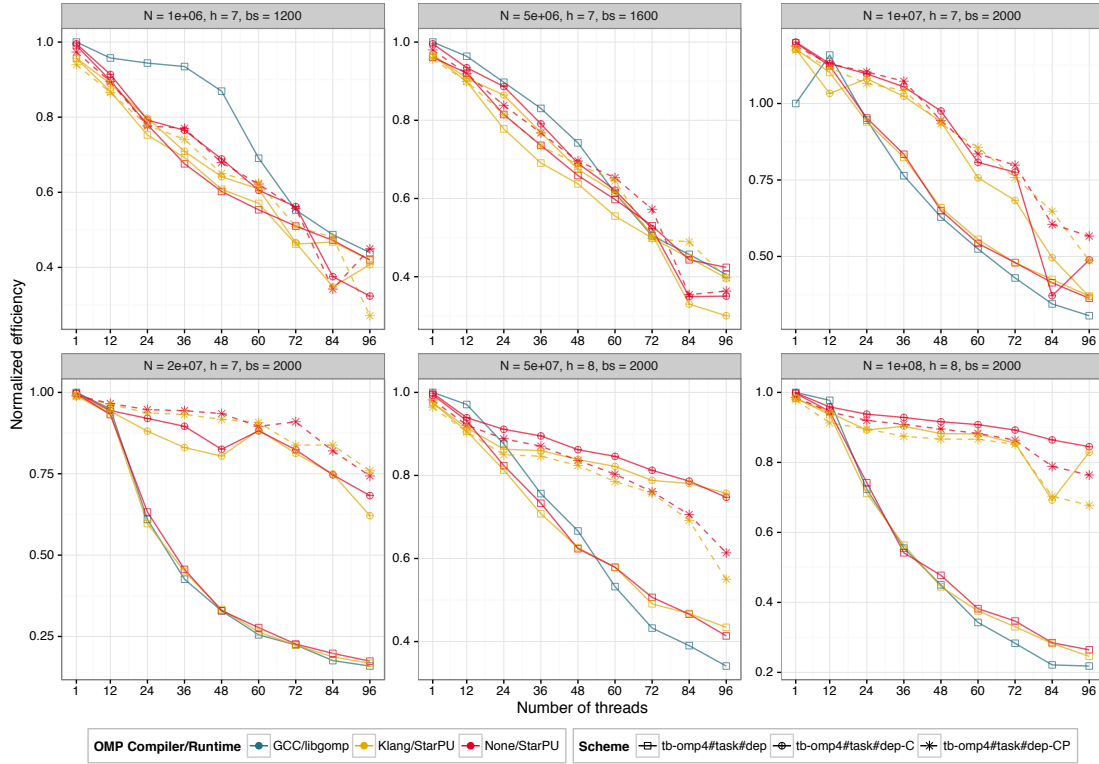 N = 1e+06, h = 7, bs = 1200
N = 5e+06, h = 7, bs = 1600
N = 1e+07, h = 7, bs = 2000
1.0
0.8
0.6
0.4
1.0
0.8
0.6
0.4
1.00
0.75
0.50
1 12 24 36 48 60 72 84 96
1 12 24 36 48 60 72 84 96
1 12 24 36 48 60 72 84 96
N = 2e+07, h = 7, bs = 2000
N = 5e+07, h = 8, bs = 2000
N = 1e+08, h = 8, bs = 2000
Normalized efficiency
1.00
0.75
0.50
0.25
1.0
0.8
0.6
0.4
1.0
0.8
0.6
0.4
0.2
1 12 24 36 48 60 72 84 96
1 12 24 36 48 60 72 84 96
1 12 24 36 48 60 72 84 96
Number of threads
OMP Compiler/Runtime GCC/libgomp Klang/StarPU None/StarPU
Scheme tb-omp4#task#dep tb-omp4#task#dep-C tb-omp4#task#dep-CP